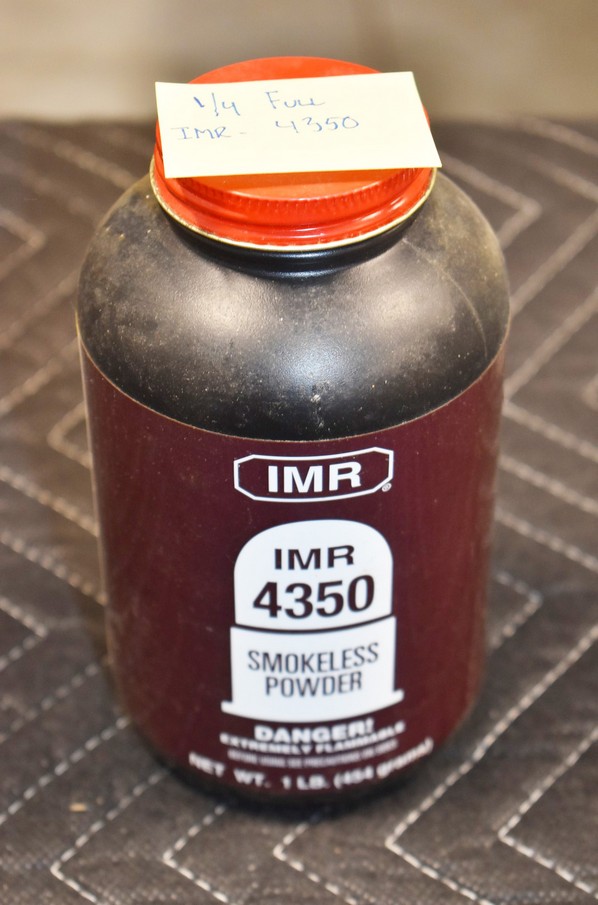 1/4 FULL
IMR- 4350
IMR®
IMR
4350
SMOKELESS
POWDER
DANGER!
EXTREMELY FLAMMABLE
NET WT. 1 LB. (454 grams)